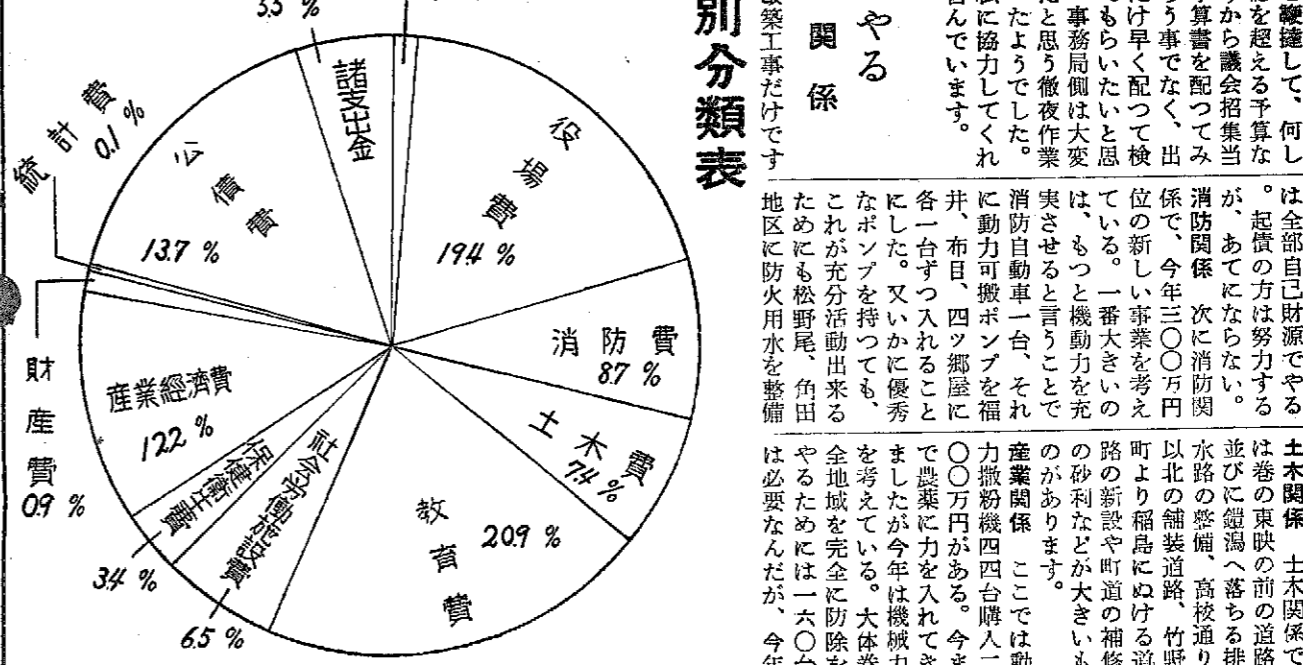 鞭撻して、何し
を超える予算な
から議会招集当
算書を配つてみ
う事でなく、出
だけ早く配つて検
もらいたいと思
事務局側は大変
と思う徹夜作業
たようでした。
に協力してくれ
んでいます。
やる
関係
築工事だけです
別分類表
は全部自己財源でやる
。起債の方は努力する
が、あてにならない。
消防関係 次に消防関
係で、今年三〇〇万円
位の新しい事業を考え
ている。一番大きいの
は、もつと機動力を充
実させると言うことで
消防自動車一台、それ
に動力可搬ポンプを福
井、布目、四ツ郷屋に
各一台ずつ入れること
にした。又いかに優秀
なポンプを持つても、
これが充分活動出来る
ためにも松野尾、角田
地区に防火用水を整備
土木関係 土木関係で
は巻の東映の前の道路
並びに鎧潟へ落ちる排
水路の整備、高校通り
以北の舗装道路、竹野
町より稲島にぬける道
路の新設や町道の補修
の砂利などが大きいも
のがあります。
産業関係 ここでは動
力撒粉機四四台購入二
〇〇万円がある。今ま
で農薬に力を入れてき
ましたが今年は機械力
を考えている。大体巻
全地域を完全に防除を
やるためには一六〇台
は必要なんだが、今年
諸支出金
5.5 %
役場費
19.4 %
消防費
8.7 %
土木費
7.4 %
教育費
20.9 %
社会労働施設費
6.5 %
保健衛生費
3.4 %
産業経済費
12.2 %
財産費
0.9 %
統計費
0.1 %
公債費
13.7 %